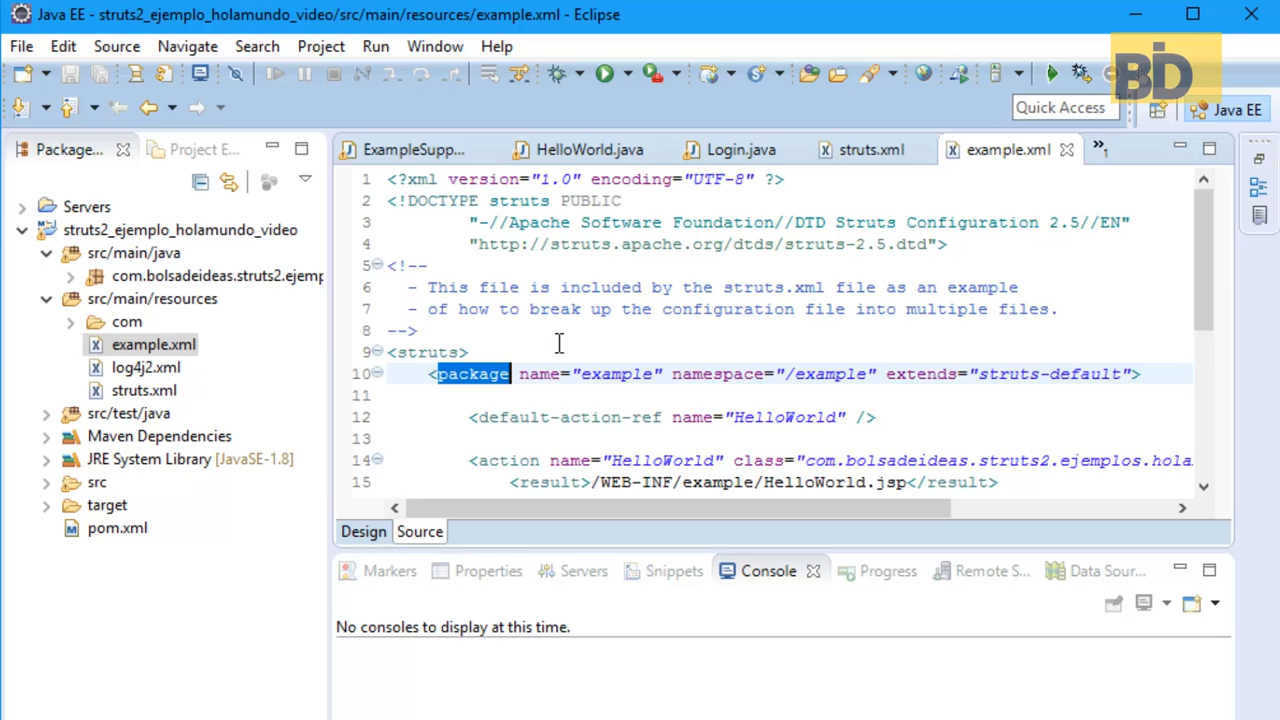 Java EE - struts2_ejemplo_holamundo_video/src/main/resources/example.xml - Eclipse
File Edit Source Navigate Search Project Run Window Help
BD
Quick Access
Java EE
Package...
Project E...
ExampleSupp...
HelloWorld.java
Login.java
struts.xml
example.xml
»1
Servers
struts2_ejemplo_holamundo_video
src/main/java
com.bolsadeideas.struts2.ejemp
src/main/resources
com
example.xml
log4j2.xml
struts.xml
src/test/java
Maven Dependencies
JRE System Library [JavaSE-1.8]
src
target
pom.xml
1 <?xml version="1.0" encoding="UTF-8" ?>
2 <!DOCTYPE struts PUBLIC
3 "-//Apache Software Foundation//DTD Struts Configuration 2.5//EN"
4 "http://struts.apache.org/dtds/struts-2.5.dtd">
5 <!--
6 - This file is included by the struts.xml file as an example
7 - of how to break up the configuration file into multiple files.
8 -->
9 <struts>
10 <package name="example" namespace="/example" extends="struts-default">
11
12 <default-action-ref name="HelloWorld" />
13
14 <action name="HelloWorld" class="com.bolsadeideas.struts2.ejemplos.hola
15 <result>/WEB-INF/example/HelloWorld.jsp</result>
Design Source
Markers Properties Servers Snippets Console Progress Remote S... Data Sour...
No consoles to display at this time.